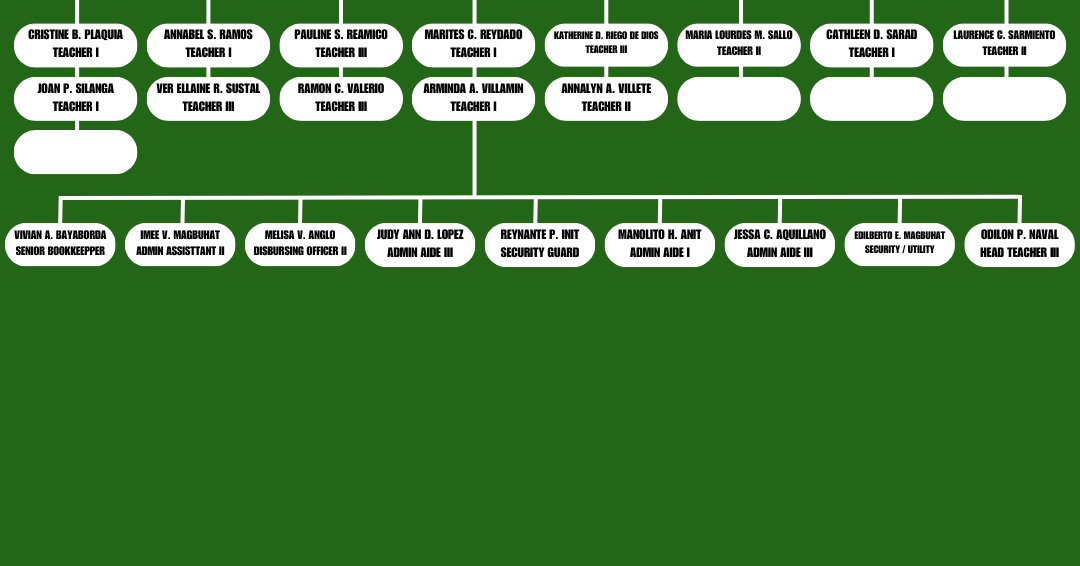 CRISTINE B. PLAQUIA
TEACHER I
ANNABEL S. RAMOS
TEACHER I
PAULINE S. REAMICO
TEACHER III
MARITES C. REYDADO
TEACHER I
KATHERINE D. RIEGO DE DIOS
TEACHER III
MARIA LOURDES M. SALLO
TEACHER II
CATHLEEN D. SARAD
TEACHER I
LAURENCE C. SARMIENTO
TEACHER II
JOAN P. SILANGA
TEACHER I
VER ELLAINE R. SUSTAL
TEACHER III
RAMON C. VALERIO
TEACHER III
ARMINDA A. VILLAMIN
TEACHER I
ANNALYN A. VILLETE
TEACHER II
VIVIAN A. BAYABORDA
SENIOR BOOKKEEPER
IMEE V. MAGBUHAT
ADMIN ASSISTTANT II
MELISA V. ANGLO
DISBURSING OFFICER II
JUDY ANN D. LOPEZ
ADMIN AIDE III
REYNANTE P. INIT
SECURITY GUARD
MANOLITO H. AMIT
ADMIN AIDE I
JESSA C. AQUILLANO
ADMIN AIDE III
EDILBERTO E. MAGBUHAT
SECURITY / UTILITY
ODILON P. NAVAL
HEAD TEACHER III